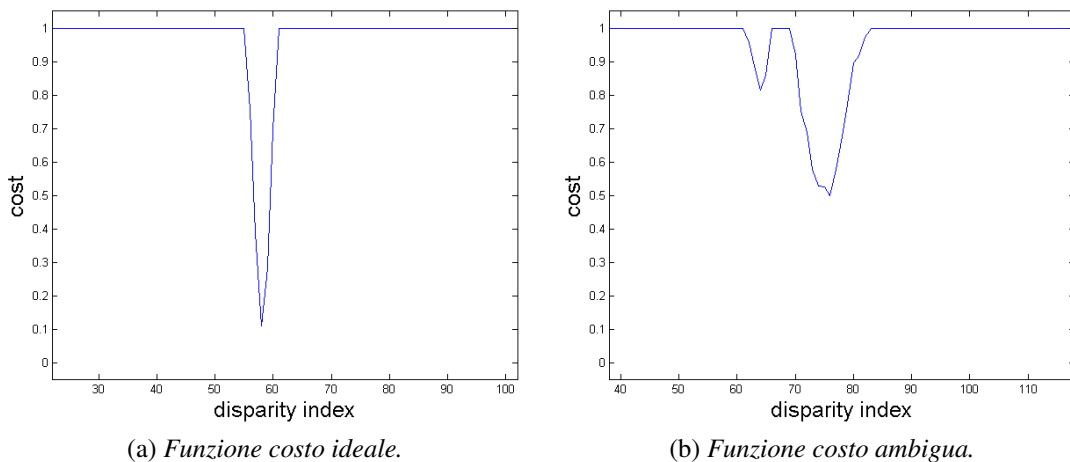 1
0.9
0.8
0.7
0.6
0.5
0.4
0.3
0.2
0.1
0
cost
30 40 50 60 70 80 90 100
disparity index
(a) Funzione costo ideale.
1
0.9
0.8
0.7
0.6
0.5
0.4
0.3
0.2
0.1
0
cost
40 50 60 70 80 90 100 110
disparity index
(b) Funzione costo ambigua.